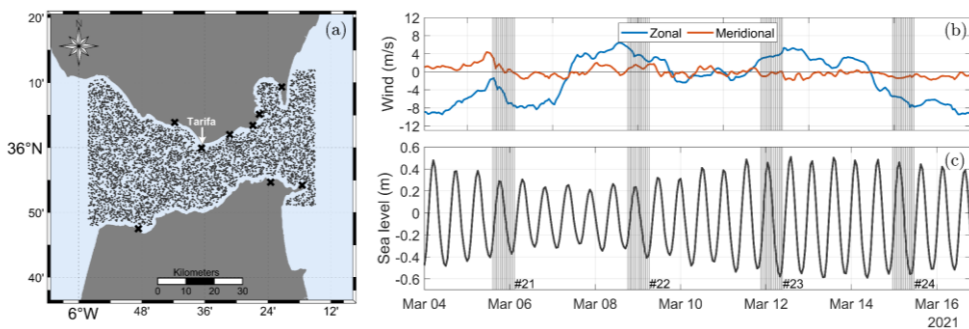 20'
(a)
10'
Tarifa
36°N
50'
40'
Kilometers
0 10 20 30
6°W 48' 36' 24' 12'
(b)
Zonal Meridional
12
8
4
0
-4
-8
-12
Wind (m/s)
(c)
0.6
0.4
0.2
0
-0.2
-0.4
-0.6
Sea level (m)
#21 #22 #23 #24
Mar 04 Mar 06 Mar 08 Mar 10 Mar 12 Mar 14 Mar 16
2021